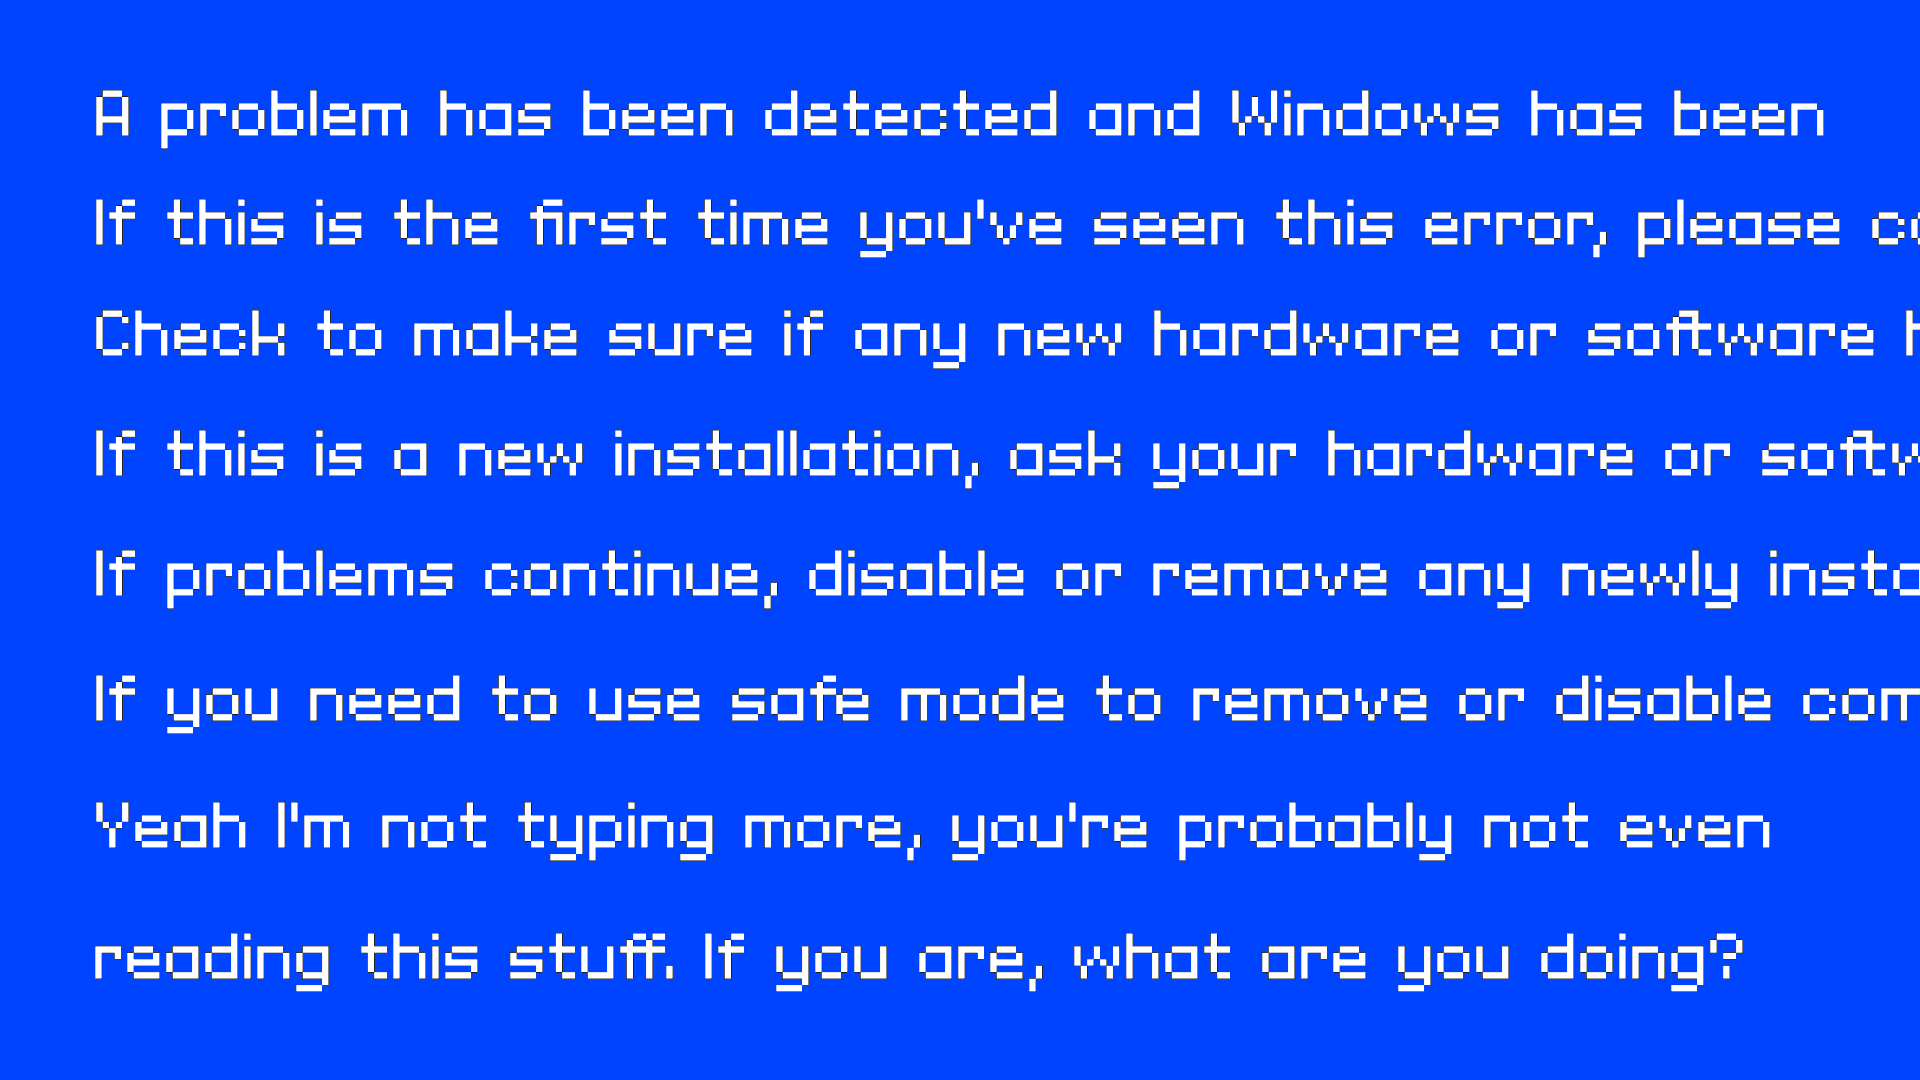 A problem has been detected and Windows has been
If this is the first time you've seen this error, please
Check to make sure if any new hardware or software
If this is a new installation, ask your hardware or
If problems continue, disable or remove any newly
If you need to use safe mode to remove or disable
Yeah I'm not typing more, you're probably not even
reading this stuff. If you are, what are you doing?